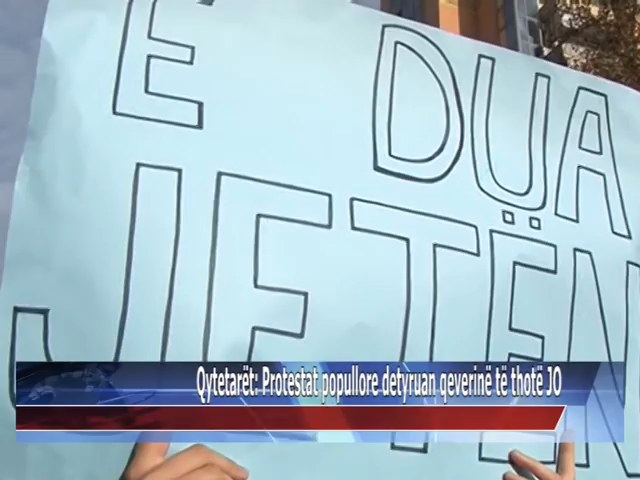 E DUA
JETËN
Qytetarët: Protestat popullore detyruan qeverinë të thotë JO